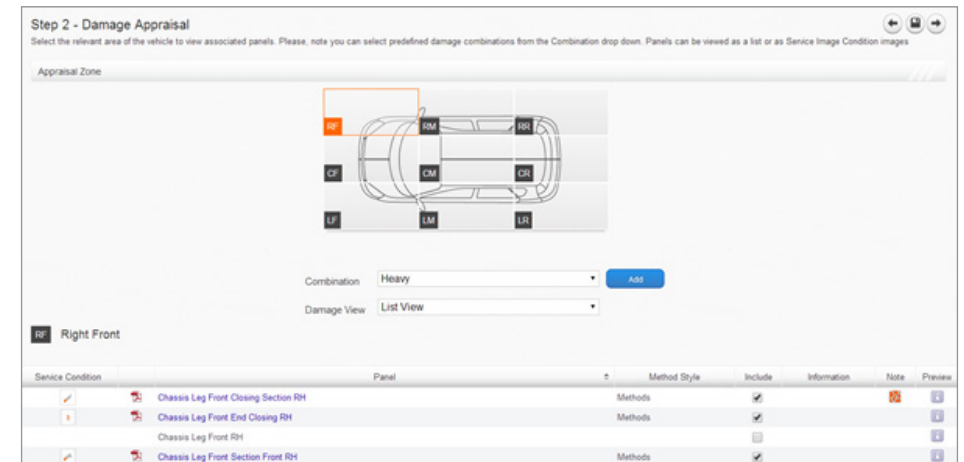 Step 2 - Damage Appraisal
Select the relevant area of the vehicle to view associated panels. Please, note you can select predefined damage combinations from the Combination drop down. Panels can be viewed as a list or as Service Image Condition images
Appraisal Zone
RF RM RR
CF CM CR
LF LM LR
Combination Heavy Add
Damage View List View
RF Right Front
Service Condition Panel Method Style Include Information Note Preview
Chassis Leg Front Closing Section RH Methods
Chassis Leg Front End Closing RH Methods
Chassis Leg Front RH
Chassis Leg Front Section Front RH Methods